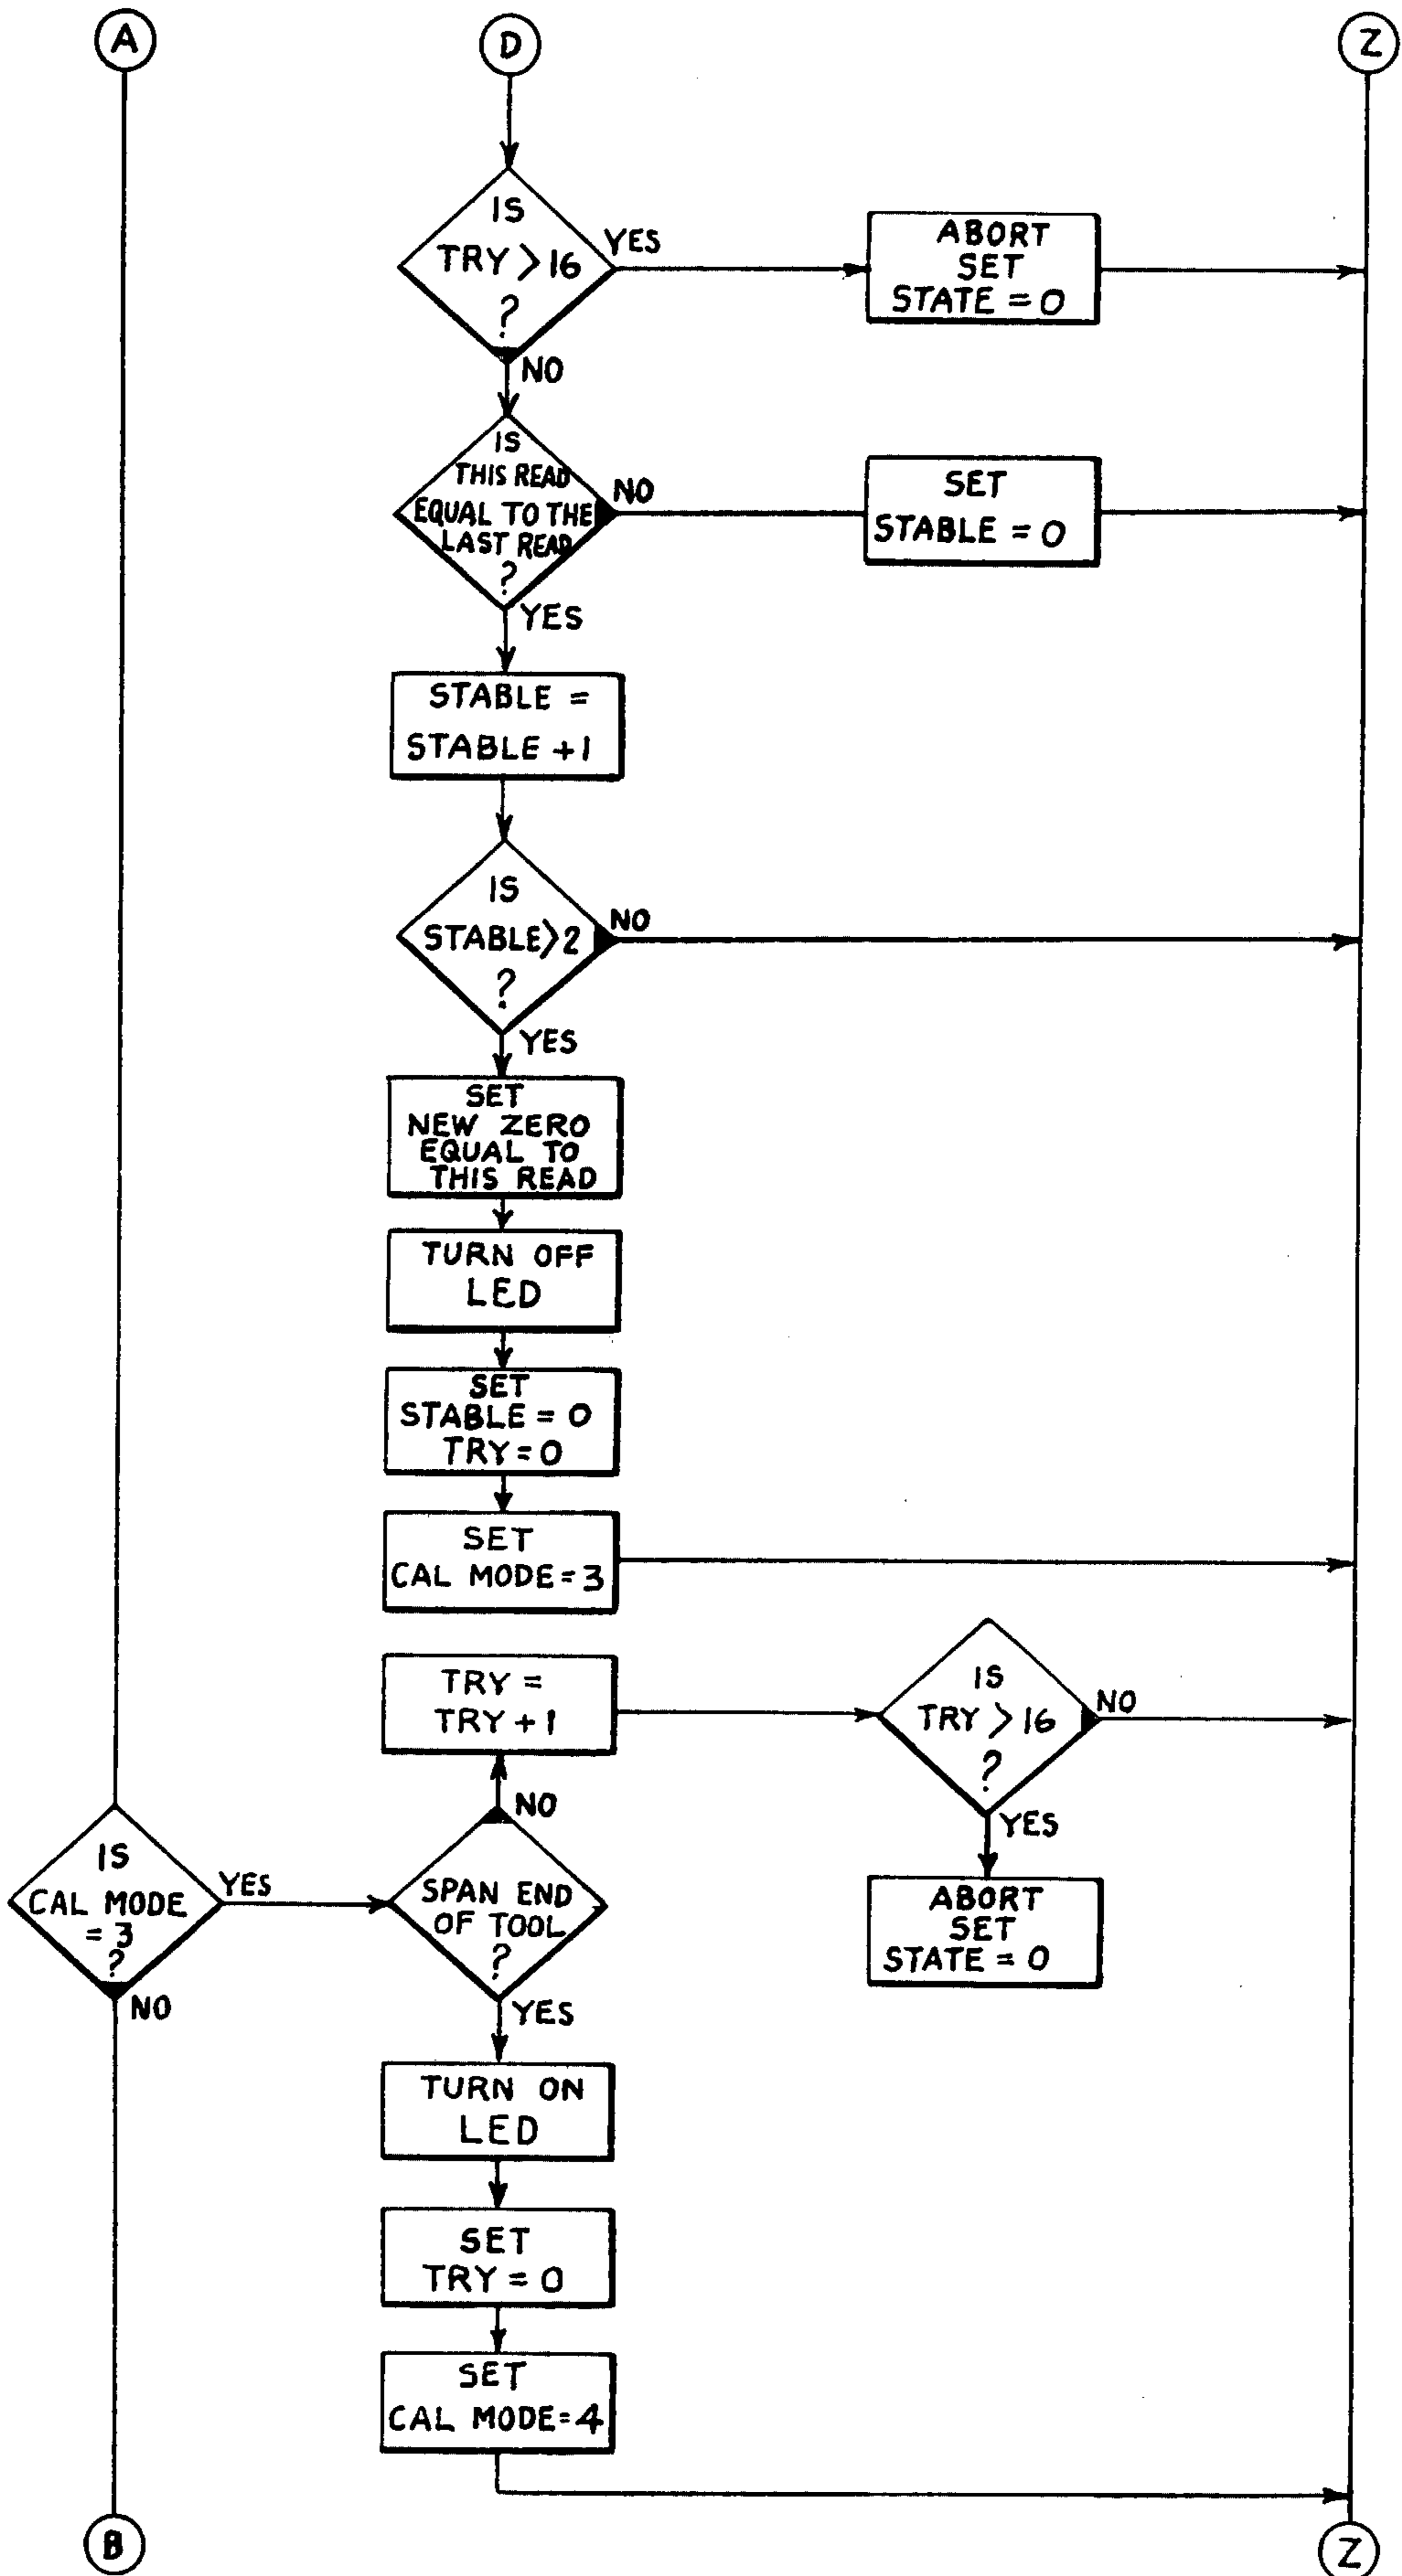 A
D
Z
IS
TRY > 16
?
YES
ABORT
SET
STATE = 0
NO
IS
THIS READ
EQUAL TO THE
LAST READ
?
NO
SET
STABLE = 0
YES
STABLE =
STABLE +1
IS
STABLE>2
?
NO
YES
SET
NEW ZERO
EQUAL TO
THIS READ
TURN OFF
LED
SET
STABLE = 0
TRY = 0
SET
CAL MODE = 3
TRY =
TRY + 1
IS
TRY > 16
?
NO
YES
ABORT
SET
STATE = 0
IS
CAL MODE
= 3
?
YES
NO
NO
SPAN END
OF TOOL
?
YES
TURN ON
LED
SET
TRY = 0
SET
CAL MODE=4
B
Z